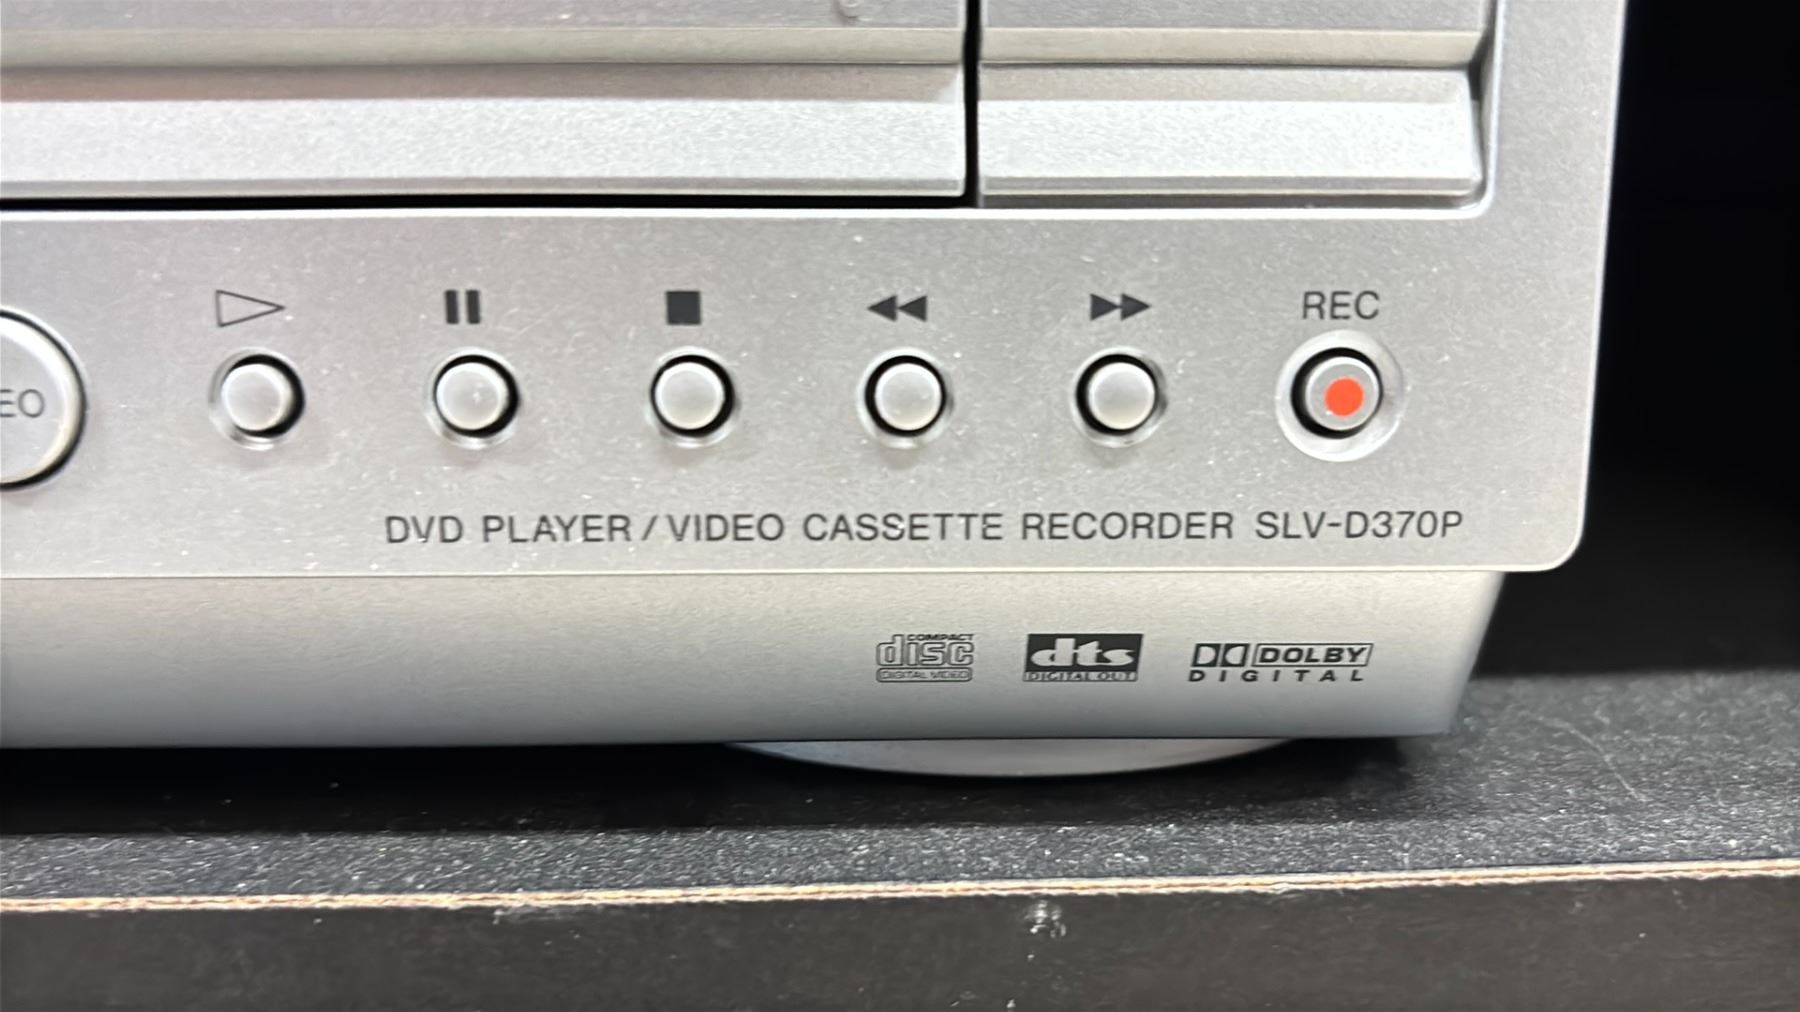 REC
EO
DVD PLAYER / VIDEO CASSETTE RECORDER SLV-D370P
COMPACT
disc
DIGITAL VIDEO
dts
DIGITAL OUT
DOLBY
DIGITAL